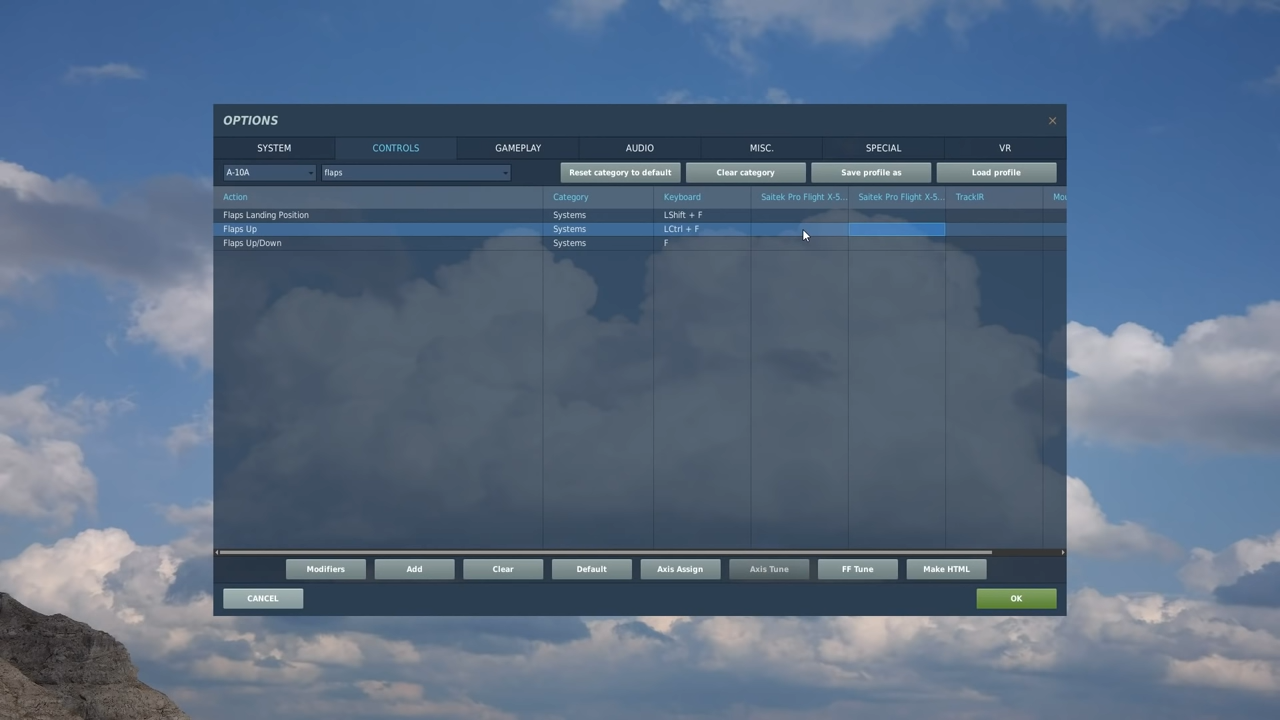 OPTIONS
SYSTEM CONTROLS GAMEPLAY AUDIO MISC. SPECIAL VR
A-10A flaps Reset category to default Clear category Save profile as Load profile
Action Category Keyboard Saitek Pro Flight X-5... Saitek Pro Flight X-5... TrackIR
Flaps Landing Position Systems LShift + F
Flaps Up Systems LCtrl + F
Flaps Up/Down Systems F
Modifiers Add Clear Default Axis Assign Axis Tune FF Tune Make HTML
CANCEL OK